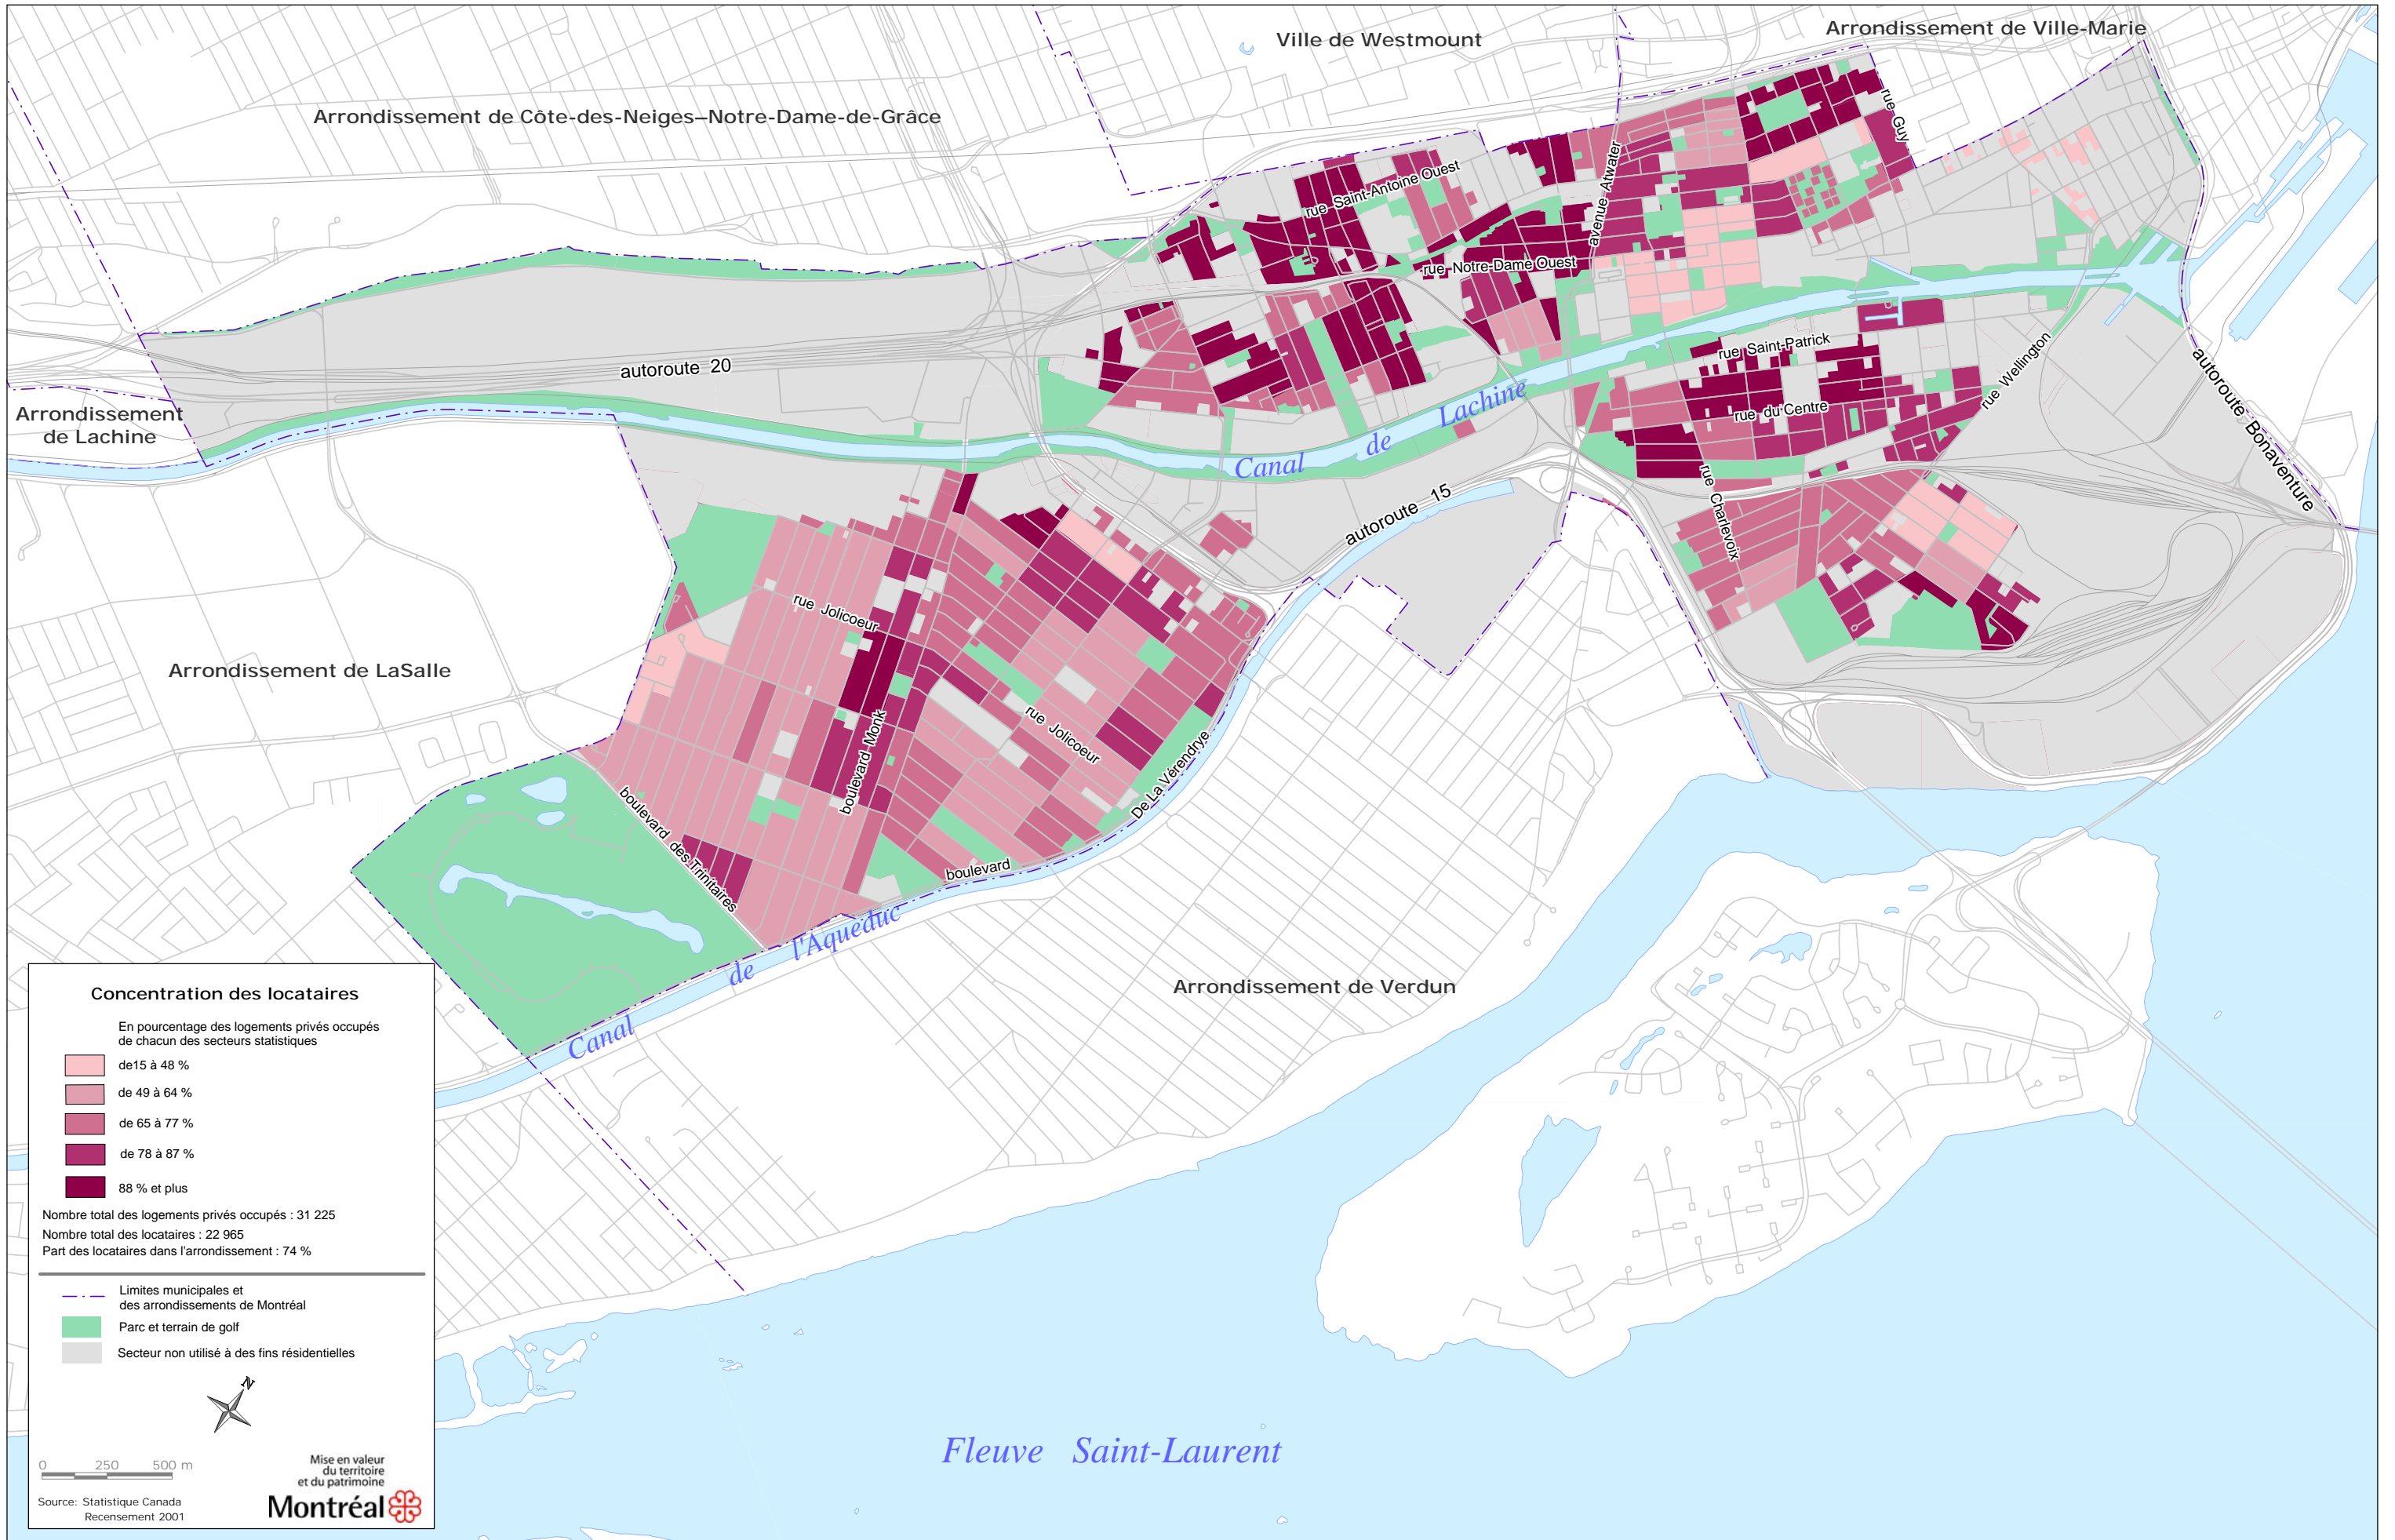 Ville de Westmount
Arrondissement de Ville-Marie
Arrondissement de Côte-des-Neiges–Notre-Dame-de-Grâce
rue Guy
avenue Atwater
rue Saint-Antoine Ouest
rue Notre-Dame Ouest
autoroute 20
rue Saint-Patrick
rue Wellington
autoroute Bonaventure
Arrondissement
de Lachine
Canal de Lachine
rue du Centre
rue Charlevoix
autoroute 15
rue Jolicoeur
Arrondissement de LaSalle
boulevard Monk
rue Jolicoeur
boulevard De La Vérendrye
boulevard des Trinitaires
Canal de l'Aqueduc
Arrondissement de Verdun
Fleuve Saint-Laurent
Concentration des locataires
En pourcentage des logements privés occupés
de chacun des secteurs statistiques
de15 à 48 %
de 49 à 64 %
de 65 à 77 %
de 78 à 87 %
88 % et plus
Nombre total des logements privés occupés : 31 225
Nombre total des locataires : 22 965
Part des locataires dans l'arrondissement : 74 %
Limites municipales et
des arrondissements de Montréal
Parc et terrain de golf
Secteur non utilisé à des fins résidentielles
N
0 250 500 m
Mise en valeur
du territoire
et du patrimoine
Montréal
Source: Statistique Canada
Recensement 2001